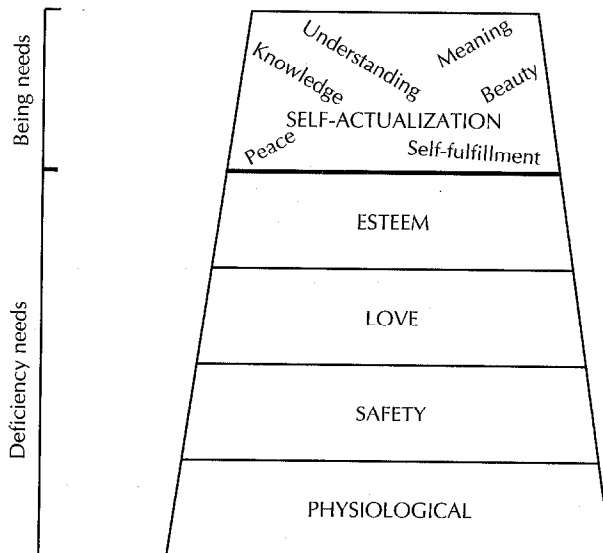 Being needs
Deficiency needs
Understanding
Meaning
Knowledge
Beauty
SELF-ACTUALIZATION
Peace
Self-fulfillment
ESTEEM
LOVE
SAFETY
PHYSIOLOGICAL